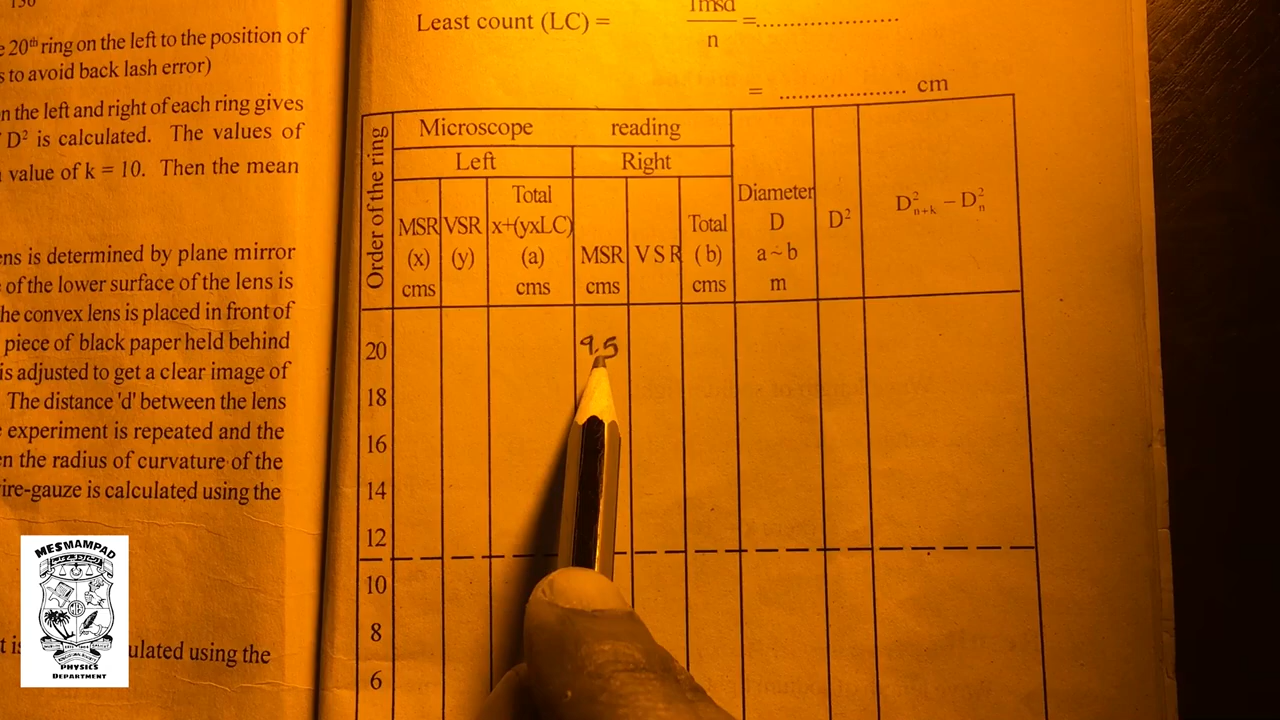 e 20th ring on the left to the position of
s to avoid back lash error)
n the left and right of each ring gives
D² is calculated. The values of
value of k = 10. Then the mean
ens is determined by plane mirror
of the lower surface of the lens is
he convex lens is placed in front of
piece of black paper held behind
is adjusted to get a clear image of
The distance 'd' between the lens
experiment is repeated and the
en the radius of curvature of the
ire-gauze is calculated using the
ulated using the
Least count (LC) = 1msd/n = ....................
= .................... cm
Order of the ring
Microscope reading
Left Right
MSR (x) cms
VSR (y)
Total x+(yxLC) (a) cms
MSR cms
VSR
Total (b) cms
Diameter D a~b m
D²
D²n+k – D²n
20 9.5
18
16
14
12
10
8
6
MESMAMPAD
PHYSICS
DEPARTMENT